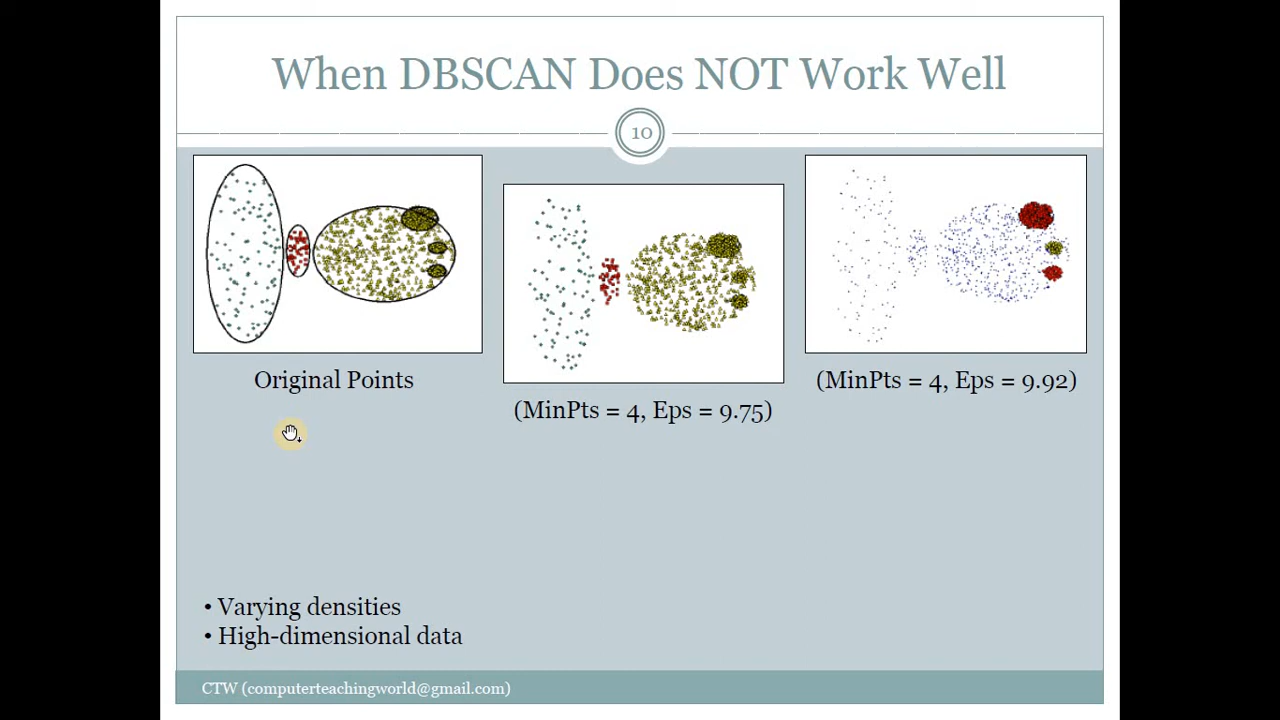 When DBSCAN Does NOT Work Well
10
Original Points
(MinPts = 4, Eps = 9.75)
(MinPts = 4, Eps = 9.92)
• Varying densities
• High-dimensional data
CTW (computerteachingworld@gmail.com)